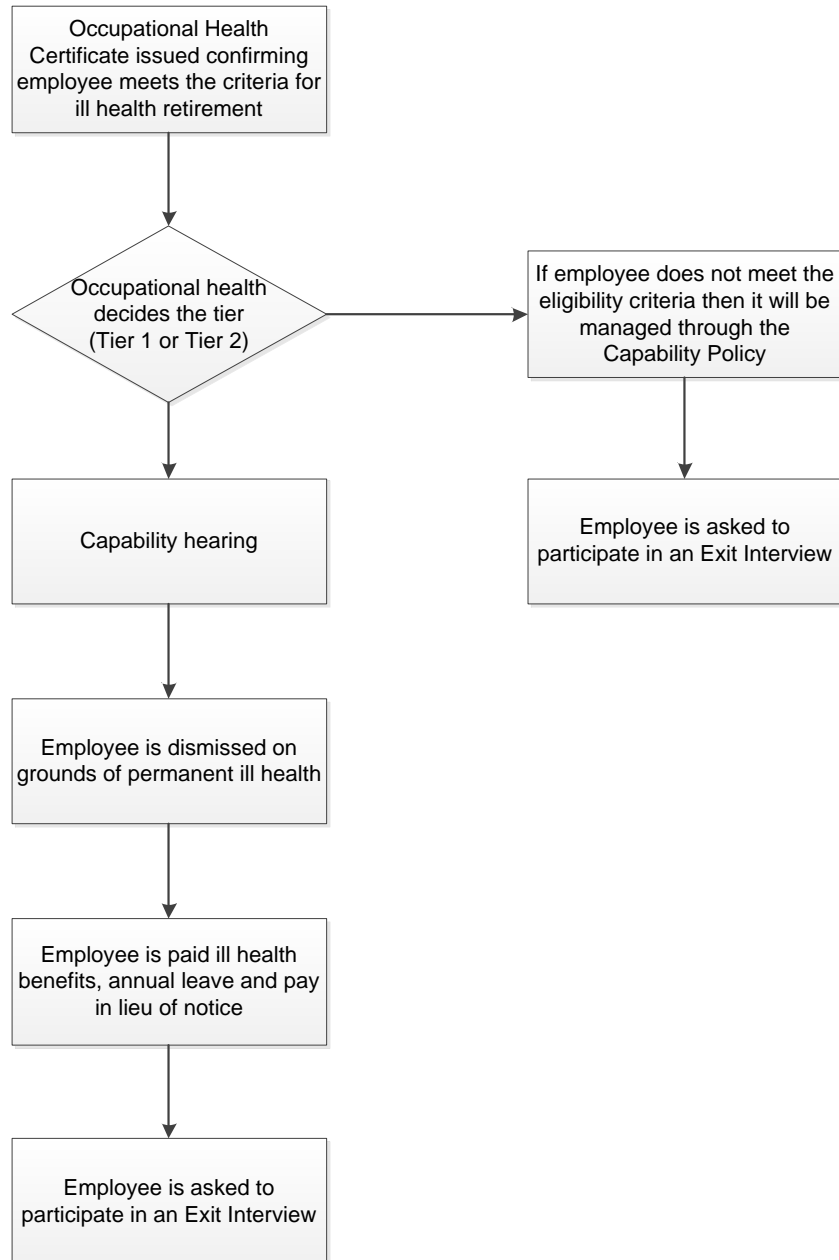 Occupational Health
Certificate issued confirming
employee meets the criteria for
ill health retirement
Occupational health
decides the tier
(Tier 1 or Tier 2)
If employee does not meet the
eligibility criteria then it will be
managed through the
Capability Policy
Capability hearing
Employee is asked to
participate in an Exit Interview
Employee is dismissed on
grounds of permanent ill health
Employee is paid ill health
benefits, annual leave and pay
in lieu of notice
Employee is asked to
participate in an Exit Interview